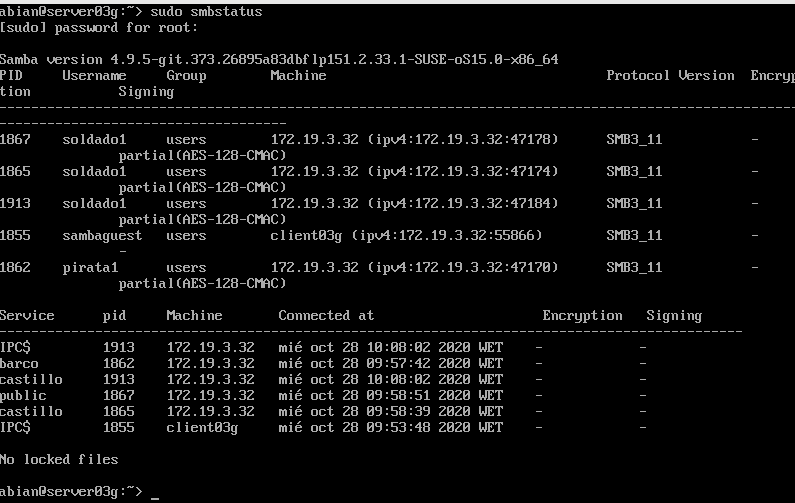 abian@server03g:~> sudo smbstatus
[sudo] password for root:
Samba version 4.9.5-git.373.26895a83dbflp151.2.33.1-SUSE-oS15.0-x86_64
PID     Username     Group        Machine                                   Protocol Version  Encryp
tion           Signing
----------------------------------------------------------------------------------------------------
------------------------------------
1867    soldado1     users        172.19.3.32 (ipv4:172.19.3.32:47178)      SMB3_11           -
               partial(AES-128-CMAC)
1865    soldado1     users        172.19.3.32 (ipv4:172.19.3.32:47174)      SMB3_11           -
               partial(AES-128-CMAC)
1913    soldado1     users        172.19.3.32 (ipv4:172.19.3.32:47184)      SMB3_11           -
               partial(AES-128-CMAC)
1855    sambaguest   users        client03g (ipv4:172.19.3.32:55866)        SMB3_11           -
               -
1862    pirata1      users        172.19.3.32 (ipv4:172.19.3.32:47170)      SMB3_11           -
               partial(AES-128-CMAC)
Service      pid     Machine       Connected at                     Encryption   Signing
---------------------------------------------------------------------------------------------
IPC$         1913    172.19.3.32   mié oct 28 10:08:02 2020 WET    -            -
barco        1862    172.19.3.32   mié oct 28 09:57:42 2020 WET    -            -
castillo     1913    172.19.3.32   mié oct 28 10:08:02 2020 WET    -            -
public       1867    172.19.3.32   mié oct 28 09:58:51 2020 WET    -            -
castillo     1865    172.19.3.32   mié oct 28 09:58:39 2020 WET    -            -
IPC$         1855    client03g     mié oct 28 09:53:48 2020 WET    -            -
No locked files
abian@server03g:~> _